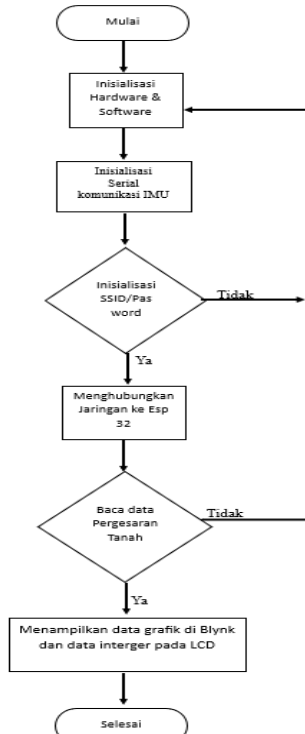 Mulai
Inisialisasi
Hardware &
Software
Inisialisasi
Serial
komunikasi IMU
Inisialisasi
SSID/Pas
word
Tidak
Ya
Menghubungkan
Jaringan ke Esp
32
Baca data
Pergesaran
Tanah
Tidak
Ya
Menampilkan data grafik di Blynk
dan data interger pada LCD
Selesai